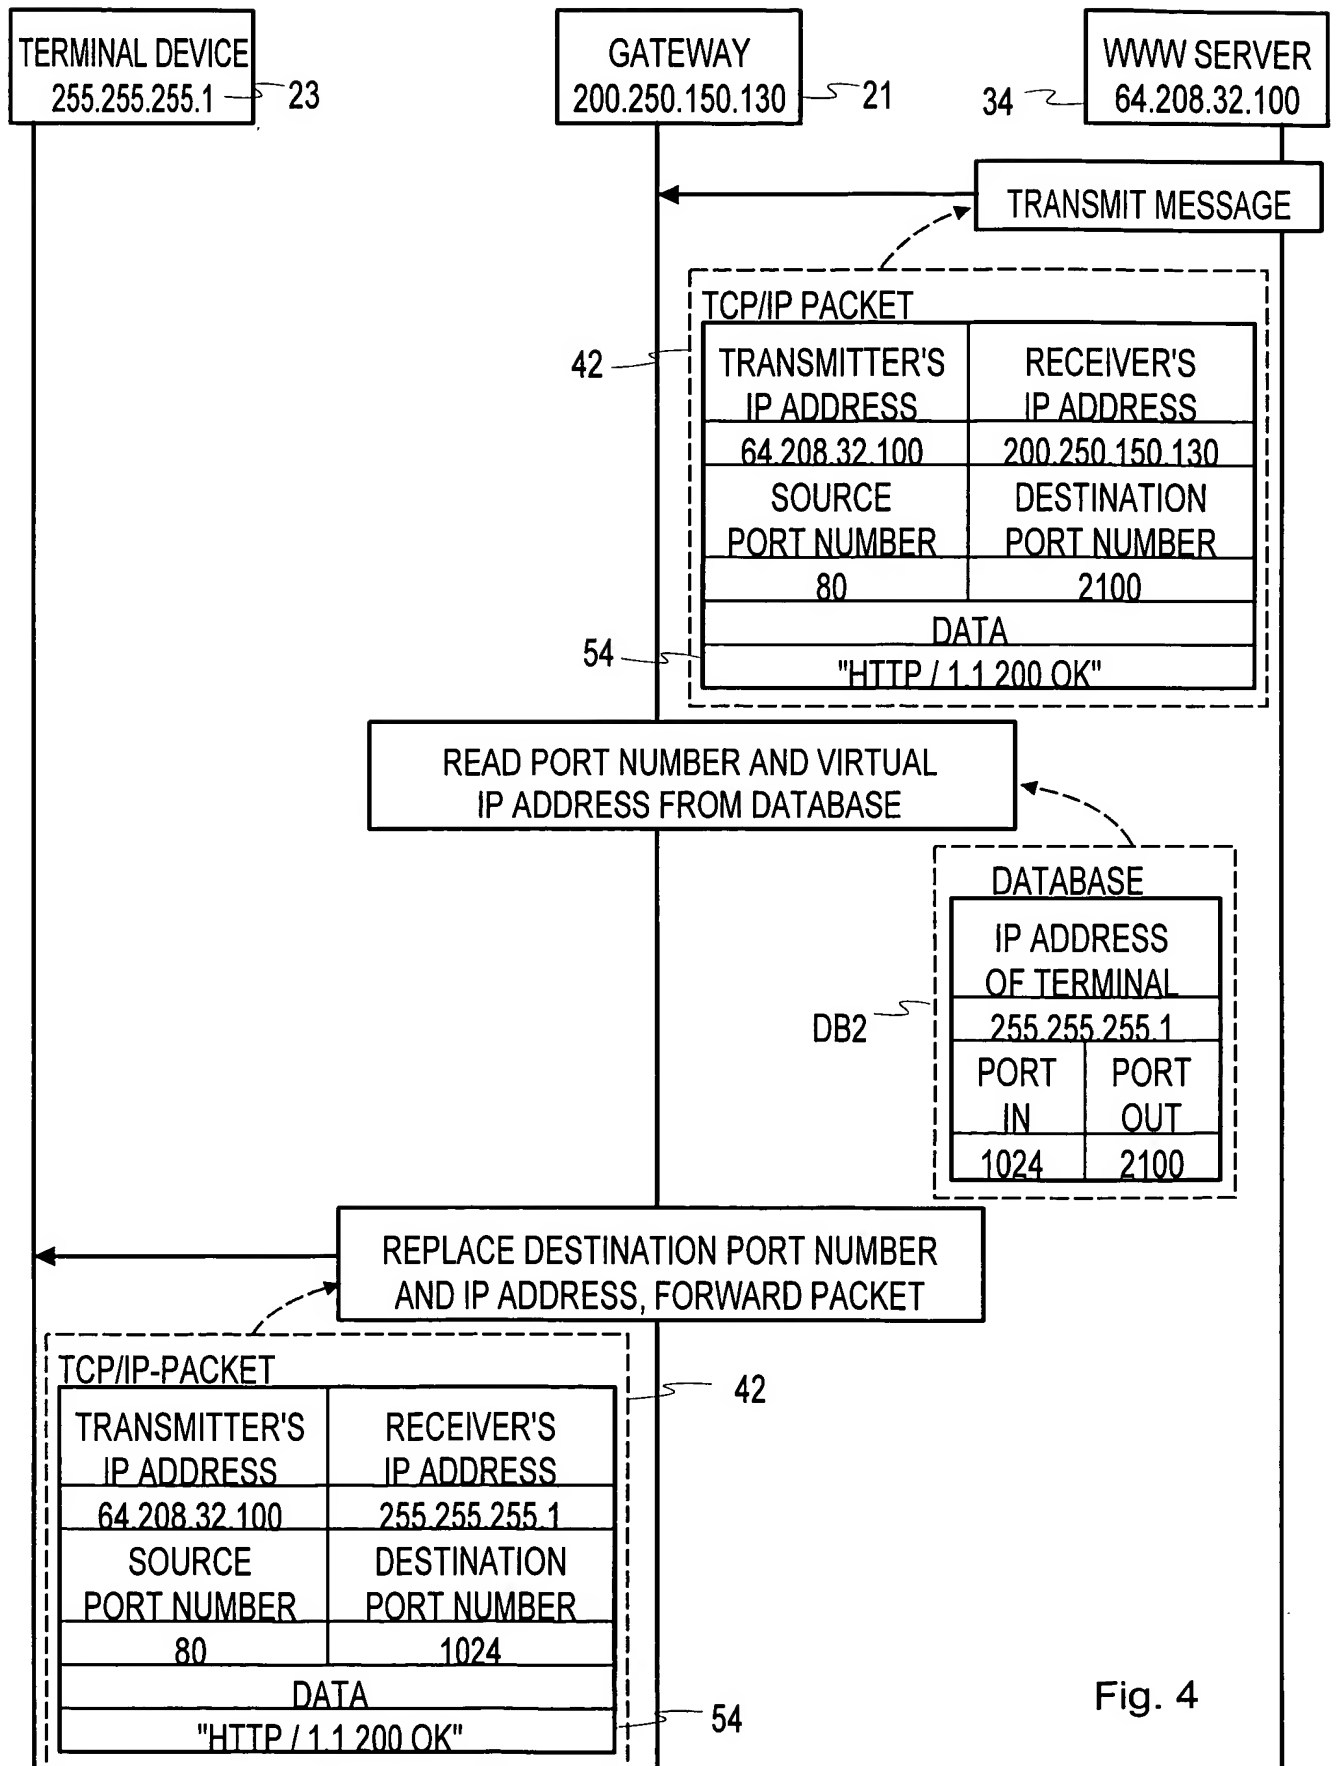 TERMINAL DEVICE
255.255.255.1
23
GATEWAY
200.250.150.130
21
34
WWW SERVER
64.208.32.100
TRANSMIT MESSAGE
TCP/IP PACKET
42
TRANSMITTER'S
IP ADDRESS
RECEIVER'S
IP ADDRESS
64.208.32.100
200.250.150.130
SOURCE
PORT NUMBER
DESTINATION
PORT NUMBER
80
2100
DATA
54
"HTTP / 1.1 200 OK"
READ PORT NUMBER AND VIRTUAL
IP ADDRESS FROM DATABASE
DATABASE
IP ADDRESS
OF TERMINAL
DB2
255.255.255.1
PORT
IN
PORT
OUT
1024
2100
REPLACE DESTINATION PORT NUMBER
AND IP ADDRESS, FORWARD PACKET
TCP/IP-PACKET
42
TRANSMITTER'S
IP ADDRESS
RECEIVER'S
IP ADDRESS
64.208.32.100
255.255.255.1
SOURCE
PORT NUMBER
DESTINATION
PORT NUMBER
80
1024
DATA
"HTTP / 1.1 200 OK"
54
Fig. 4